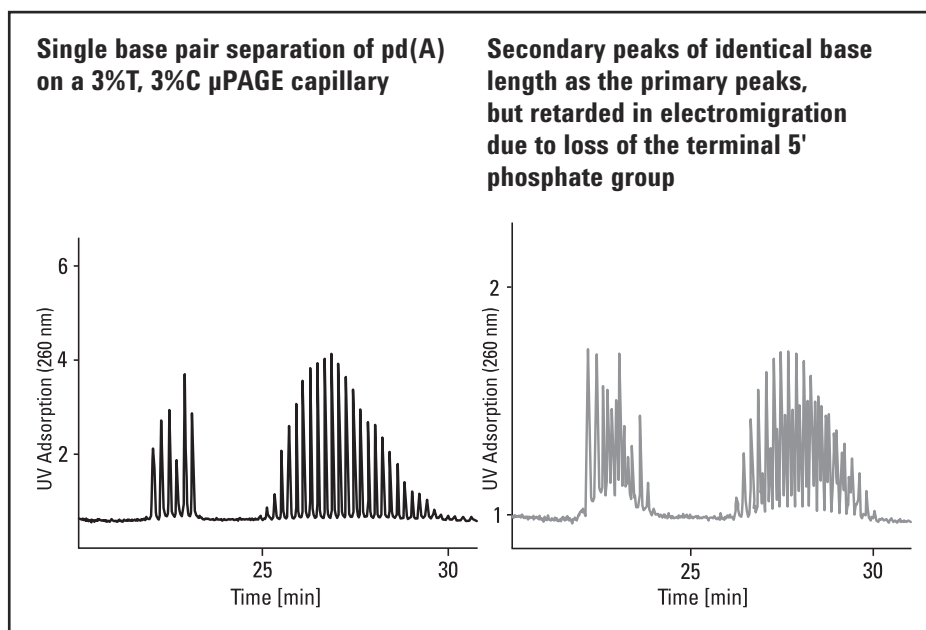 Single base pair separation of pd(A)
on a 3%T, 3%C µPAGE capillary
Secondary peaks of identical base
length as the primary peaks,
but retarded in electromigration
due to loss of the terminal 5'
phosphate group
UV Adsorption (260 nm)
6
4
2
25
30
Time [min]
UV Adsorption (260 nm)
2
1
25
30
Time [min]